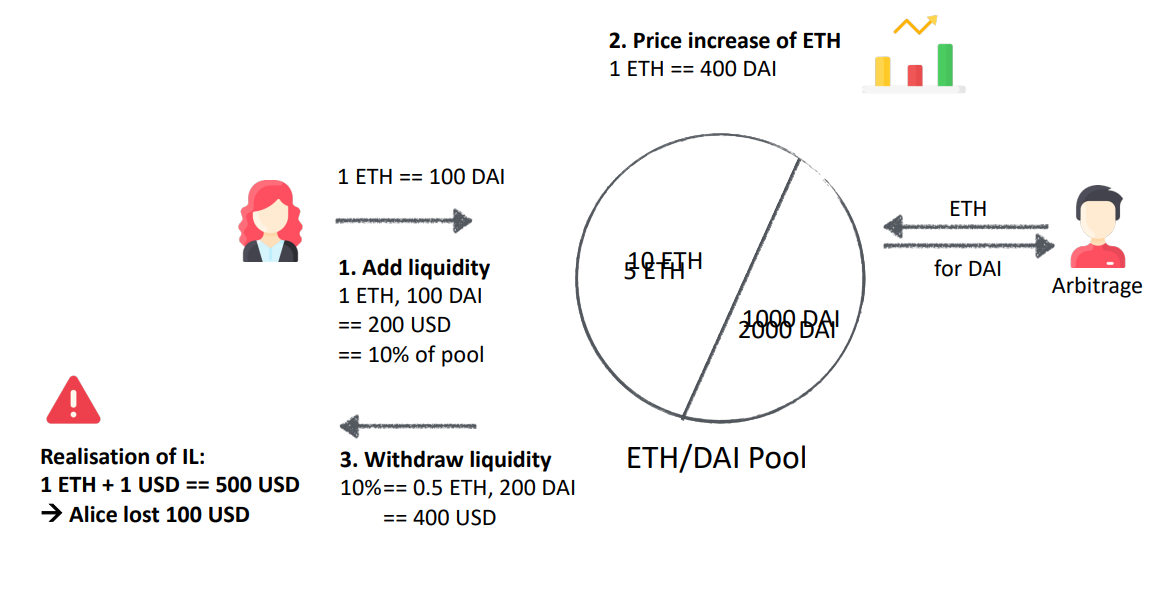 2. Price increase of ETH
1 ETH == 400 DAI
1 ETH == 100 DAI
1. Add liquidity
1 ETH, 100 DAI
== 200 USD
== 10% of pool
10 ETH
5 ETH
1000 DAI
2000 DAI
ETH
for DAI
Arbitrage
ETH/DAI Pool
3. Withdraw liquidity
10%== 0.5 ETH, 200 DAI
== 400 USD
Realisation of IL:
1 ETH + 1 USD == 500 USD
→ Alice lost 100 USD